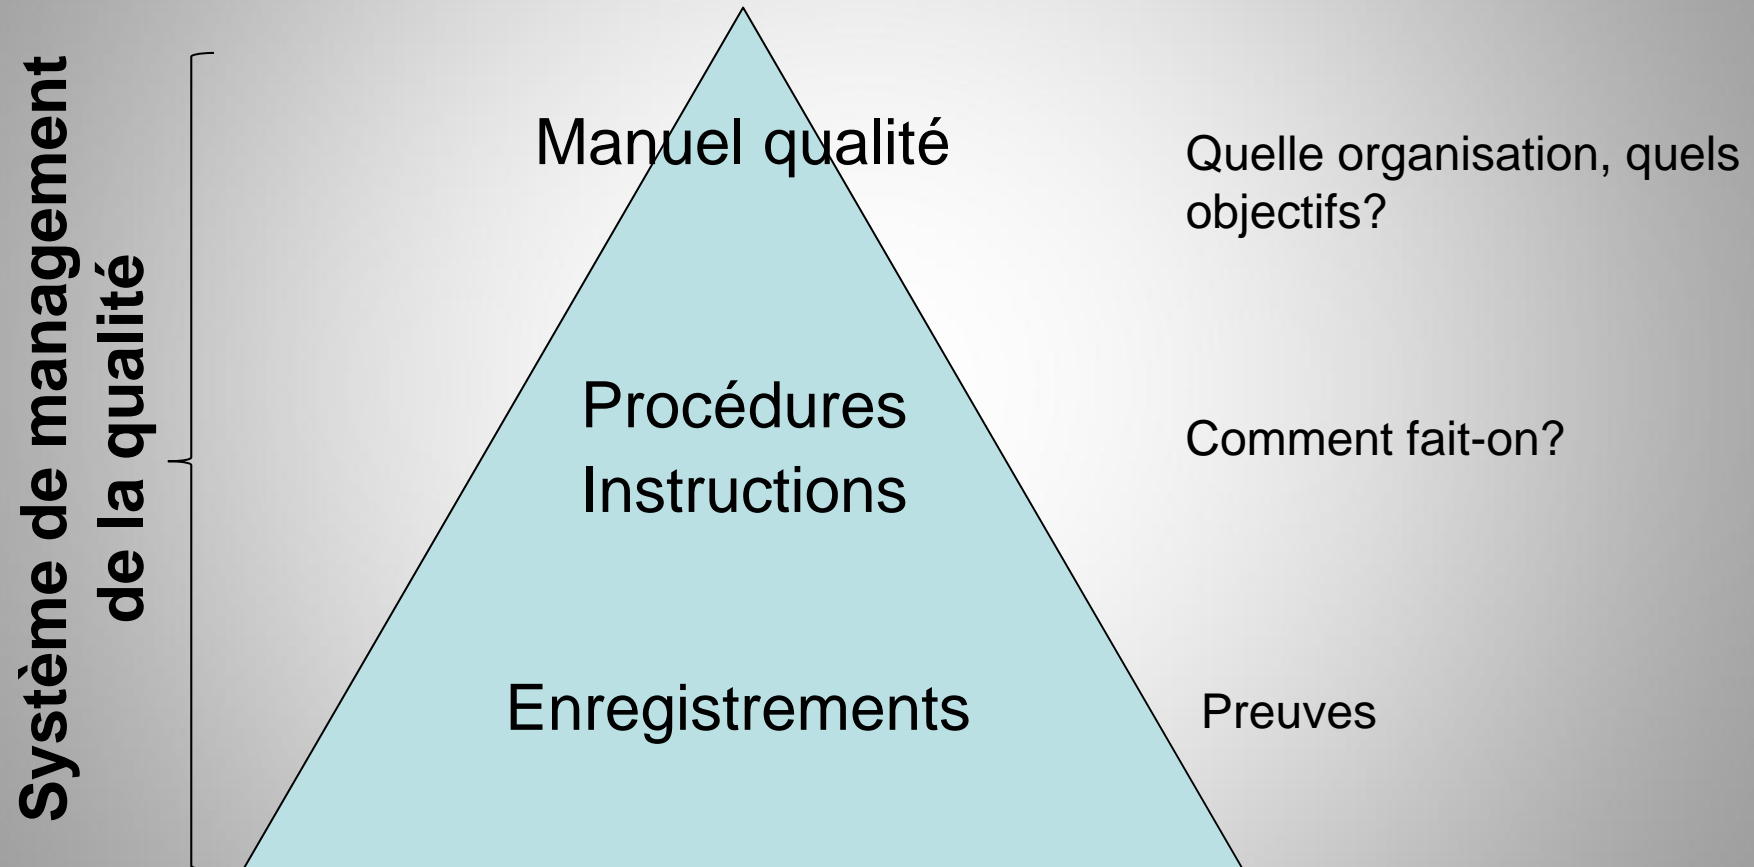 Système de management
de la qualité
Manuel qualité
Quelle organisation, quels
objectifs?
Procédures
Instructions
Comment fait-on?
Enregistrements
Preuves